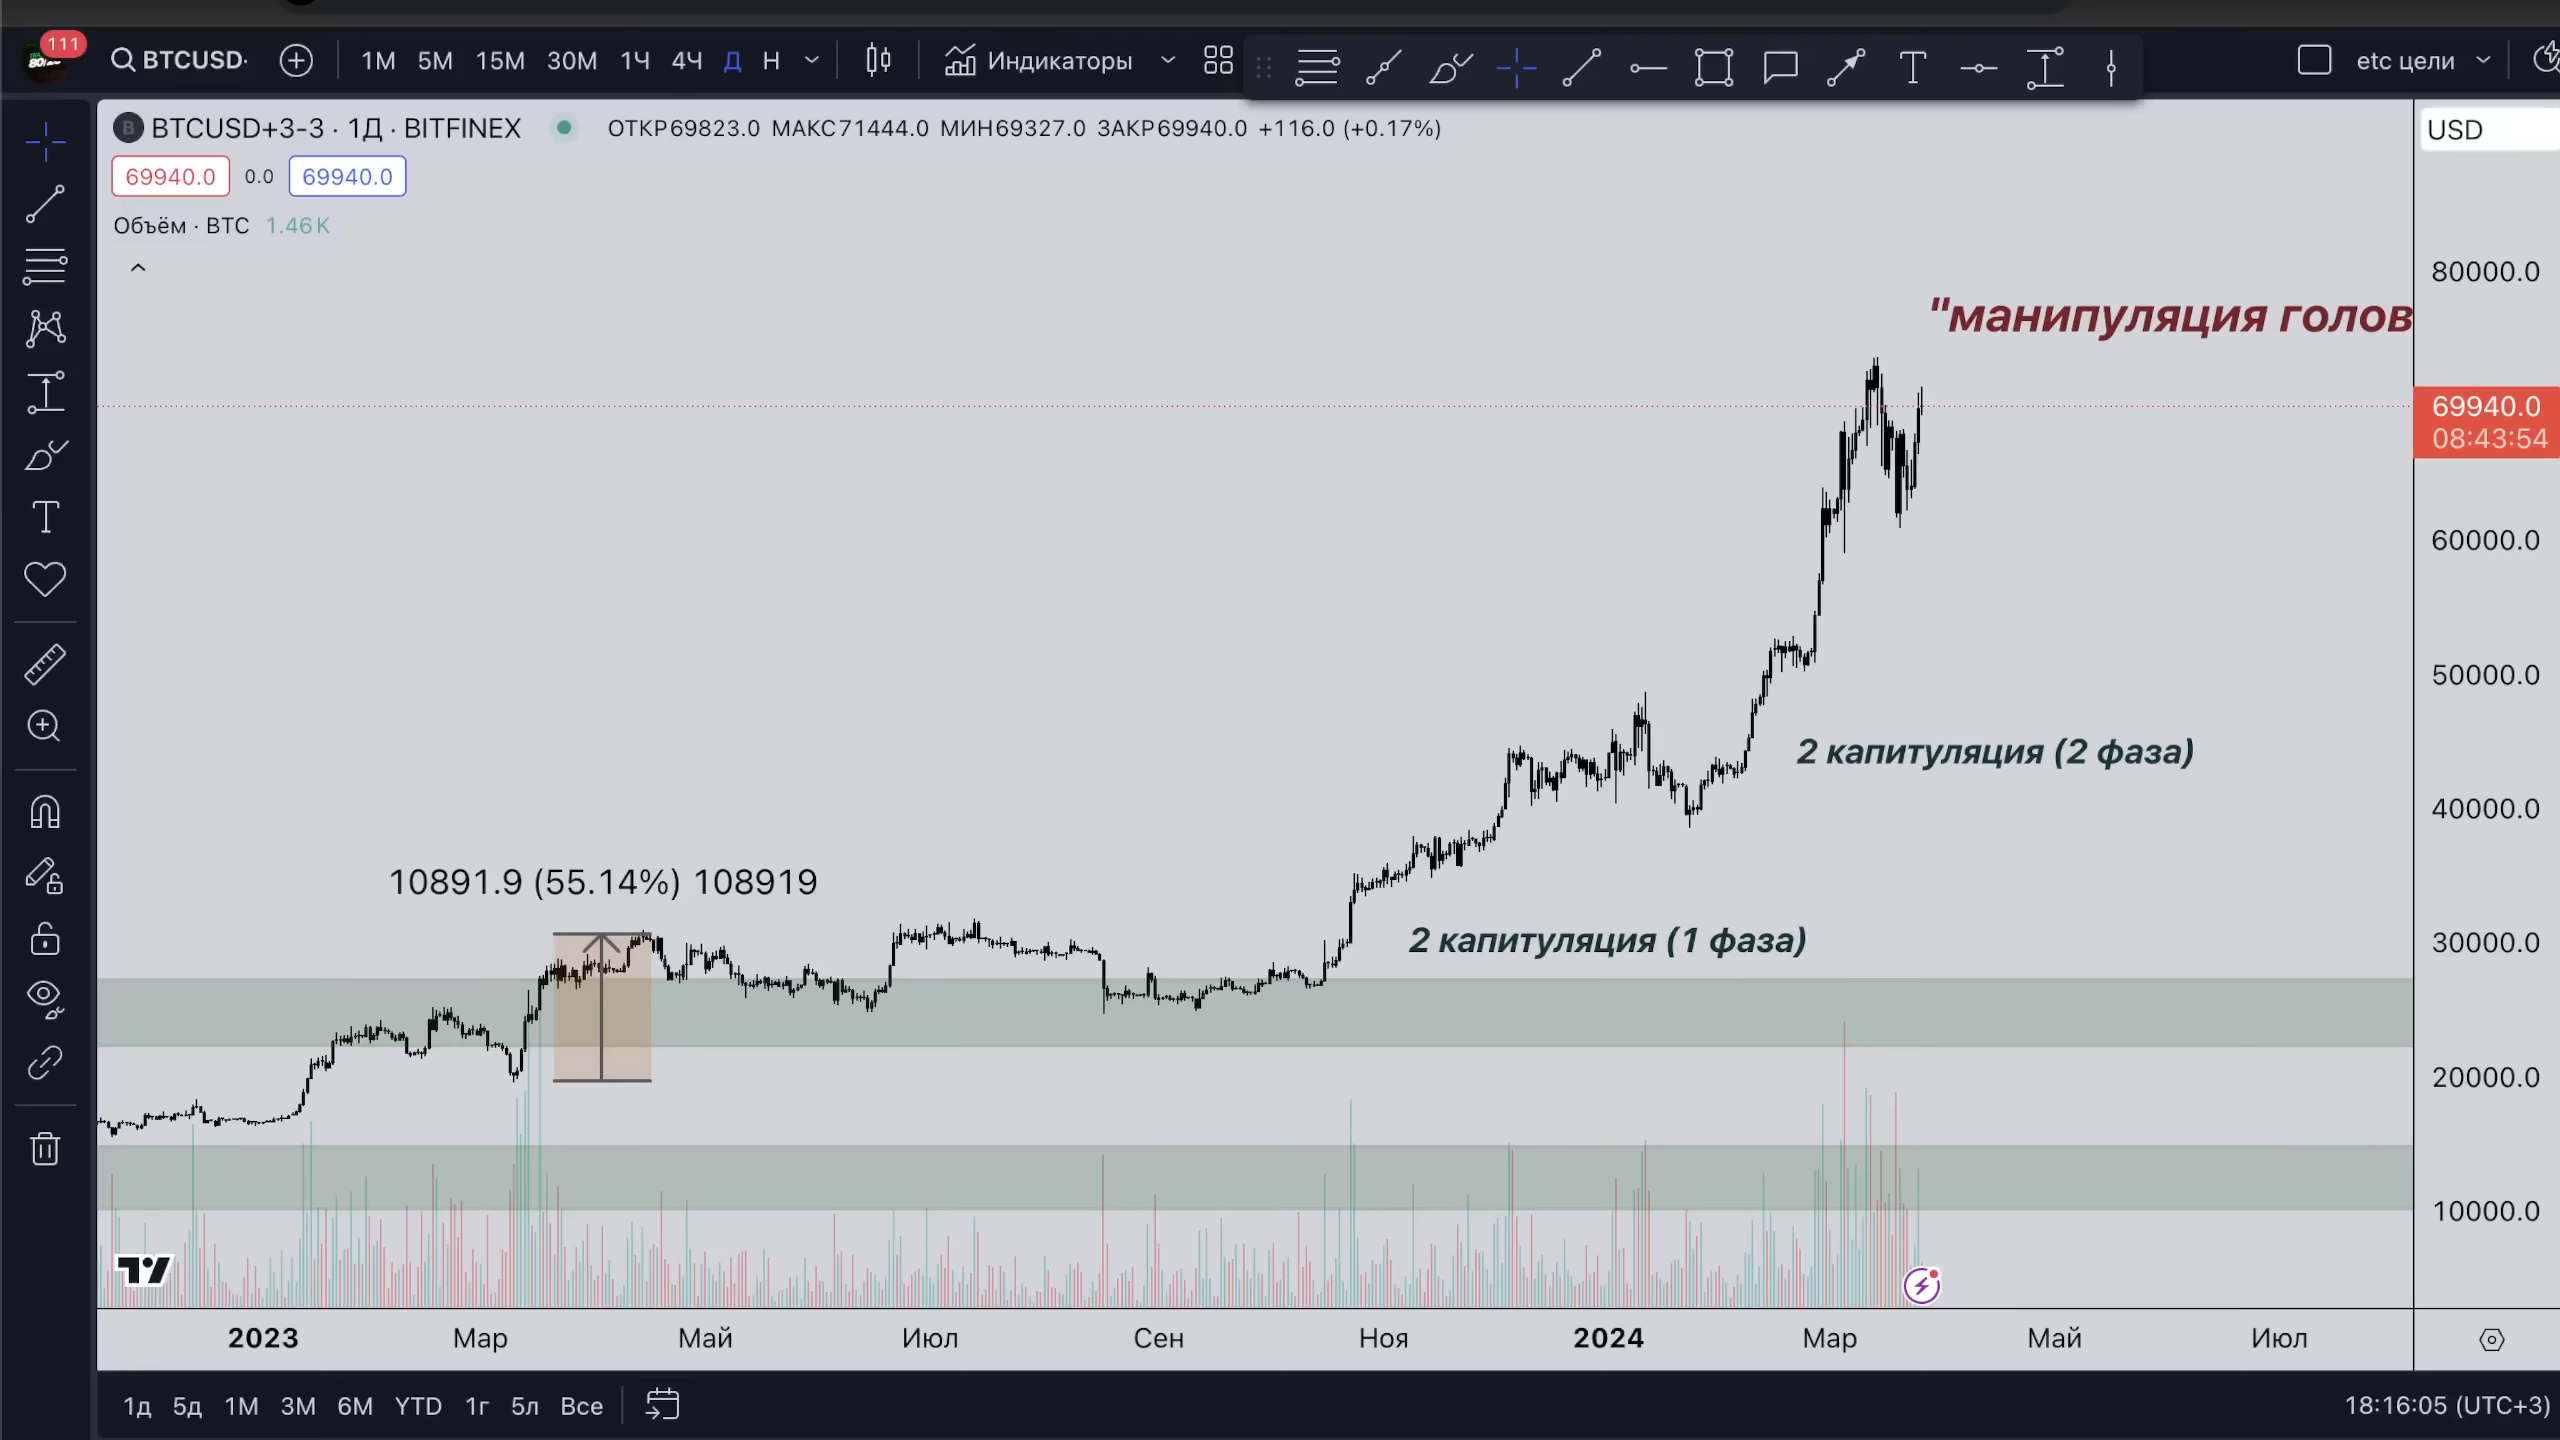 111
BTCUSD·
1М 5М 15М 30М 1Ч 4Ч Д Н
Индикаторы
etc цели
BTCUSD+3-3 · 1Д · BITFINEX ОТКР69823.0 МАКС71444.0 МИН69327.0 ЗАКР69940.0 +116.0 (+0.17%)
USD
69940.0 0.0 69940.0
Объём · BTC 1.46K
80000.0
"манипуляция голов
69940.0
08:43:54
60000.0
50000.0
2 капитуляция (2 фаза)
40000.0
10891.9 (55.14%) 108919
2 капитуляция (1 фаза)
30000.0
20000.0
10000.0
2023 Мар Май Июл Сен Ноя 2024 Мар Май Июл
1д 5д 1М 3М 6М YTD 1г 5л Все
18:16:05 (UTC+3)